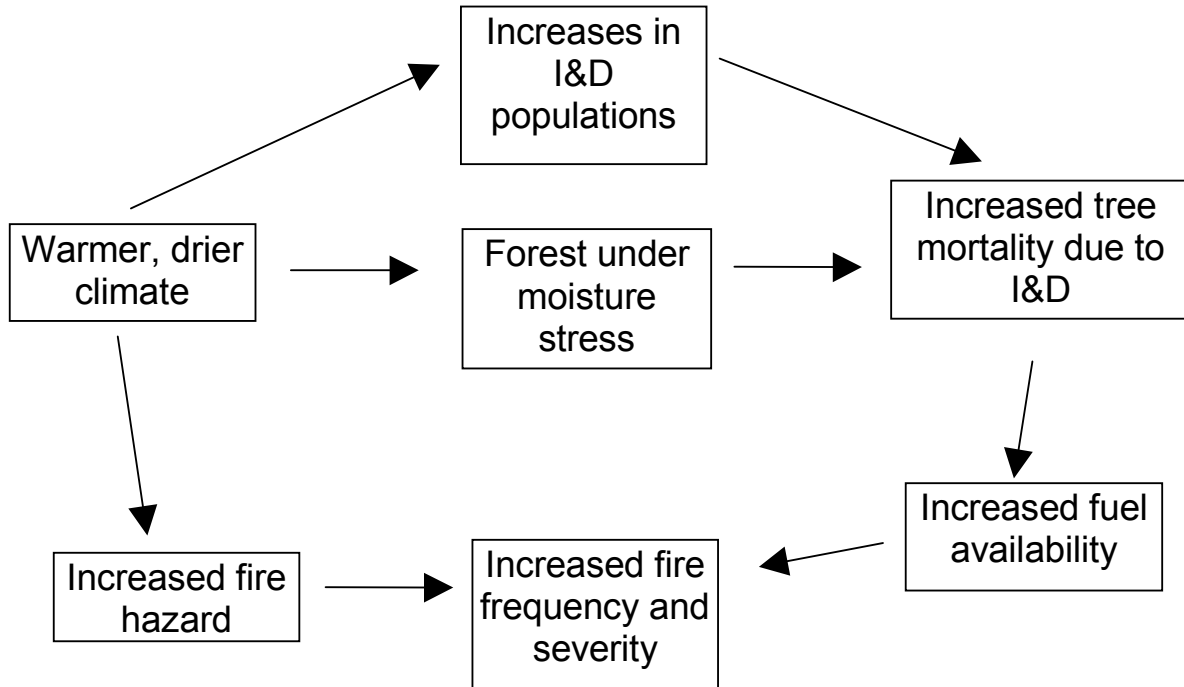 Increases in
I&D
populations
Warmer, drier
climate
Forest under
moisture
stress
Increased tree
mortality due to
I&D
Increased fire
hazard
Increased fire
frequency and
severity
Increased fuel
availability